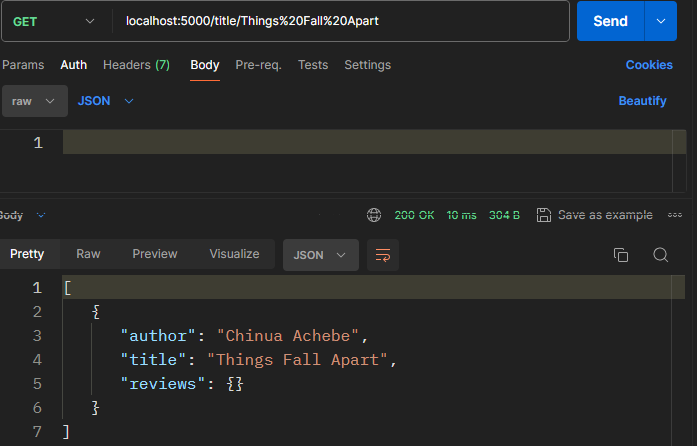 GET localhost:5000/title/Things%20Fall%20Apart Send
Params Auth Headers (7) Body Pre-req. Tests Settings Cookies
raw JSON Beautify
1
Body 200 OK 10 ms 304 B Save as example
Pretty Raw Preview Visualize JSON
1 [
2 {
3 "author": "Chinua Achebe",
4 "title": "Things Fall Apart",
5 "reviews": {}
6 }
7 ]